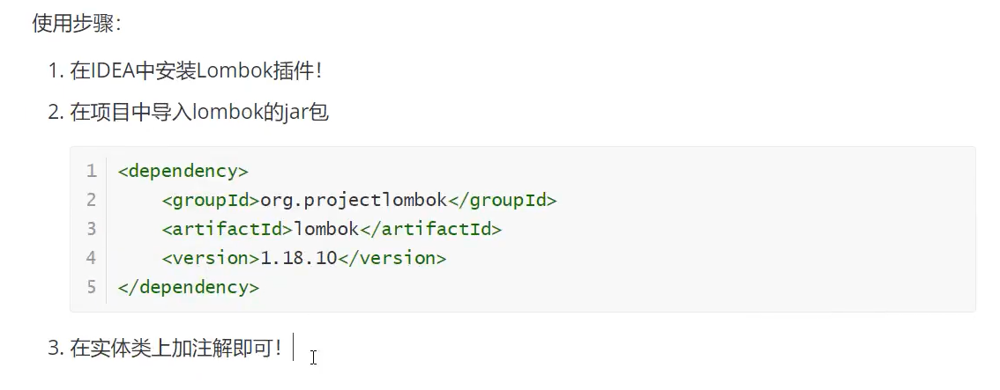 使用步骤：
1. 在IDEA中安装Lombok插件！
2. 在项目中导入lombok的jar包
1 <dependency>
2     <groupId>org.projectlombok</groupId>
3     <artifactId>lombok</artifactId>
4     <version>1.18.10</version>
5 </dependency>
3. 在实体类上加注解即可！